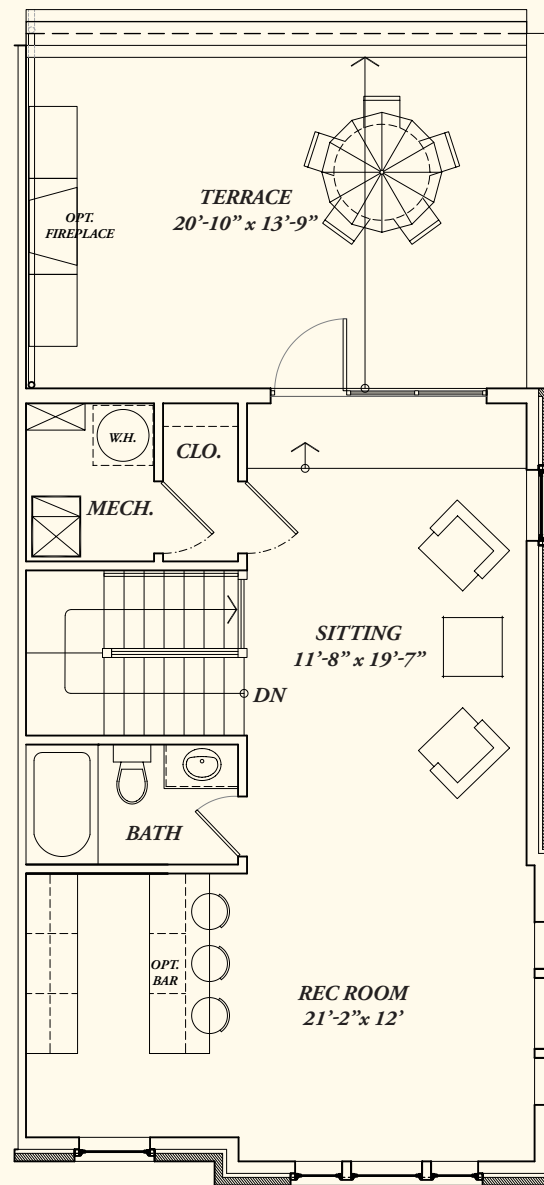 TERRACE
20’-10” x 13’-9”
OPT.
FIREPLACE
W.H.
CLO.
MECH.
SITTING
11’-8” x 19’-7”
DN
BATH
OPT.
BAR
REC ROOM
21’-2”x 12’